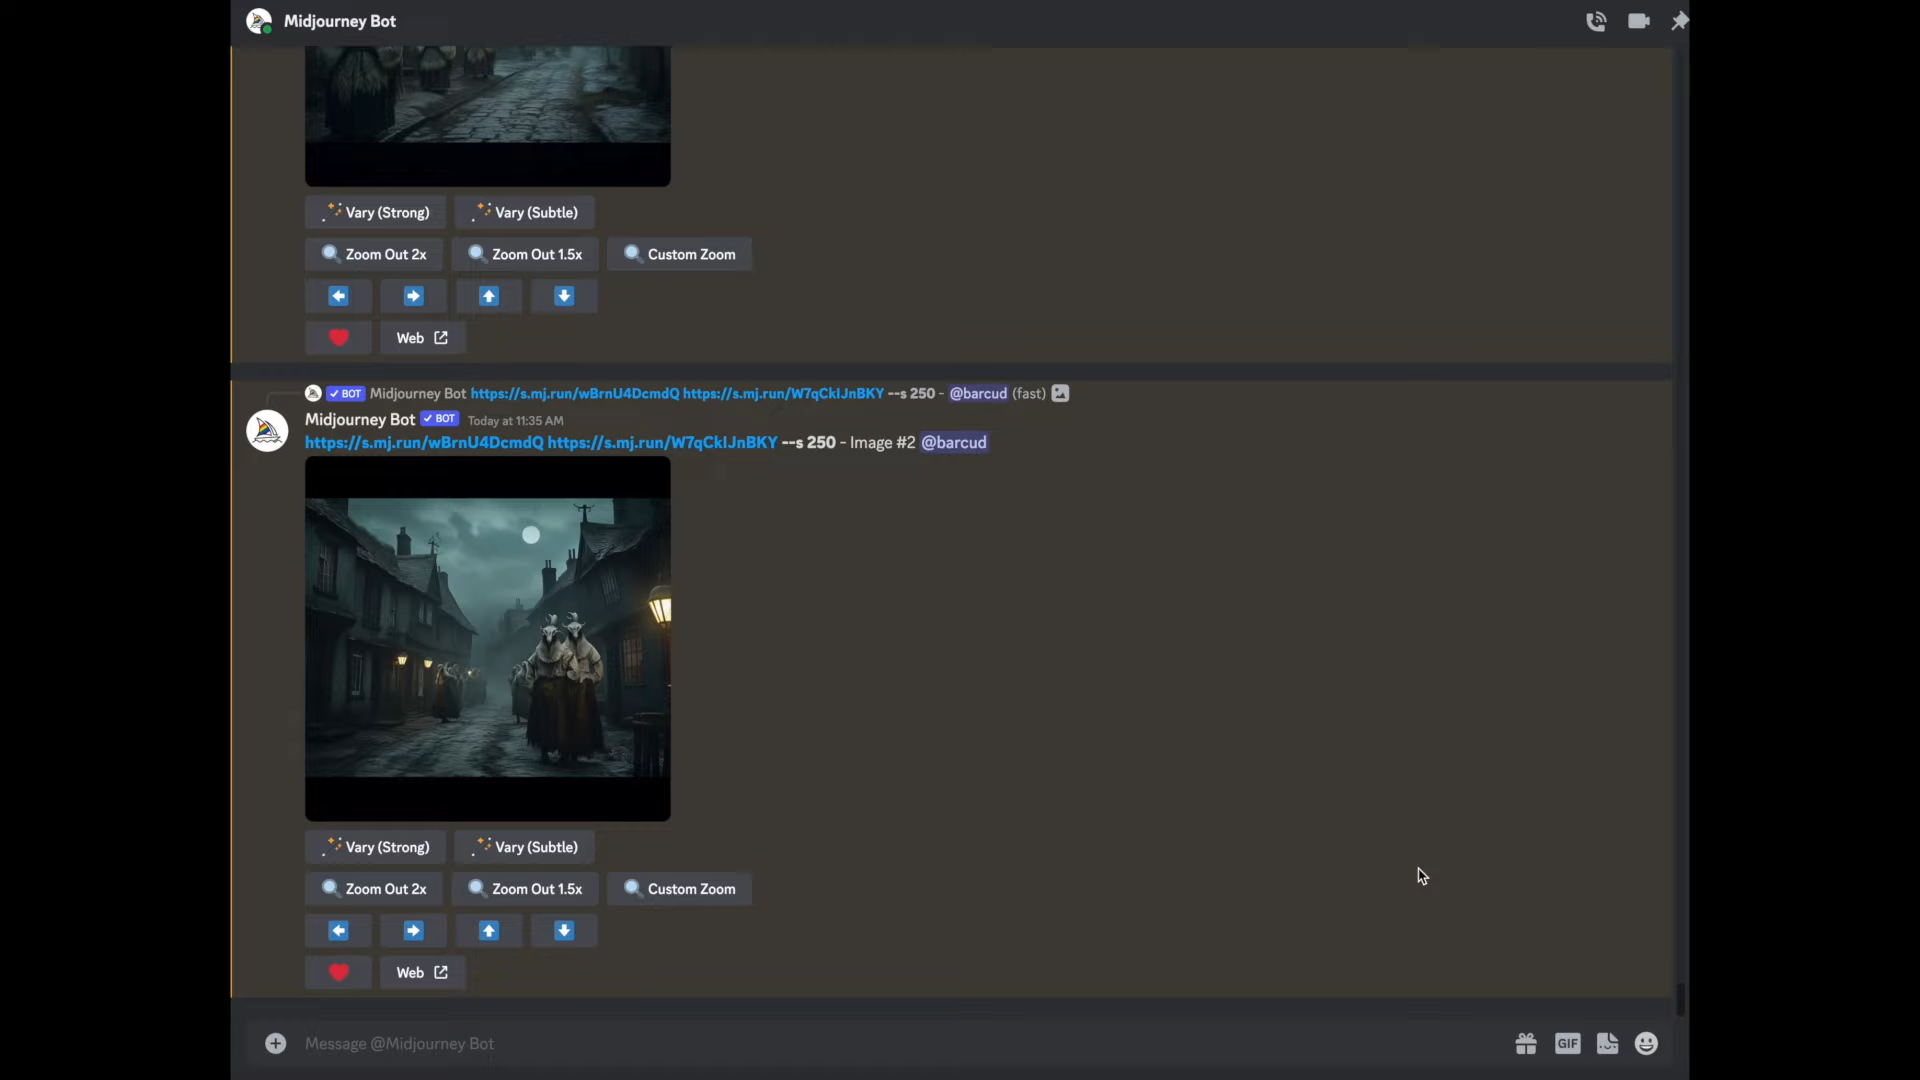 Midjourney Bot
Vary (Strong) Vary (Subtle)
Zoom Out 2x Zoom Out 1.5x Custom Zoom
Web
BOT Midjourney Bot https://s.mj.run/wBrnU4DcmdQ https://s.mj.run/W7qCkIJnBKY --s 250 - @barcud (fast)
Midjourney Bot BOT Today at 11:35 AM
https://s.mj.run/wBrnU4DcmdQ https://s.mj.run/W7qCkIJnBKY --s 250 - Image #2 @barcud
Vary (Strong) Vary (Subtle)
Zoom Out 2x Zoom Out 1.5x Custom Zoom
Web
Message @Midjourney Bot GIF